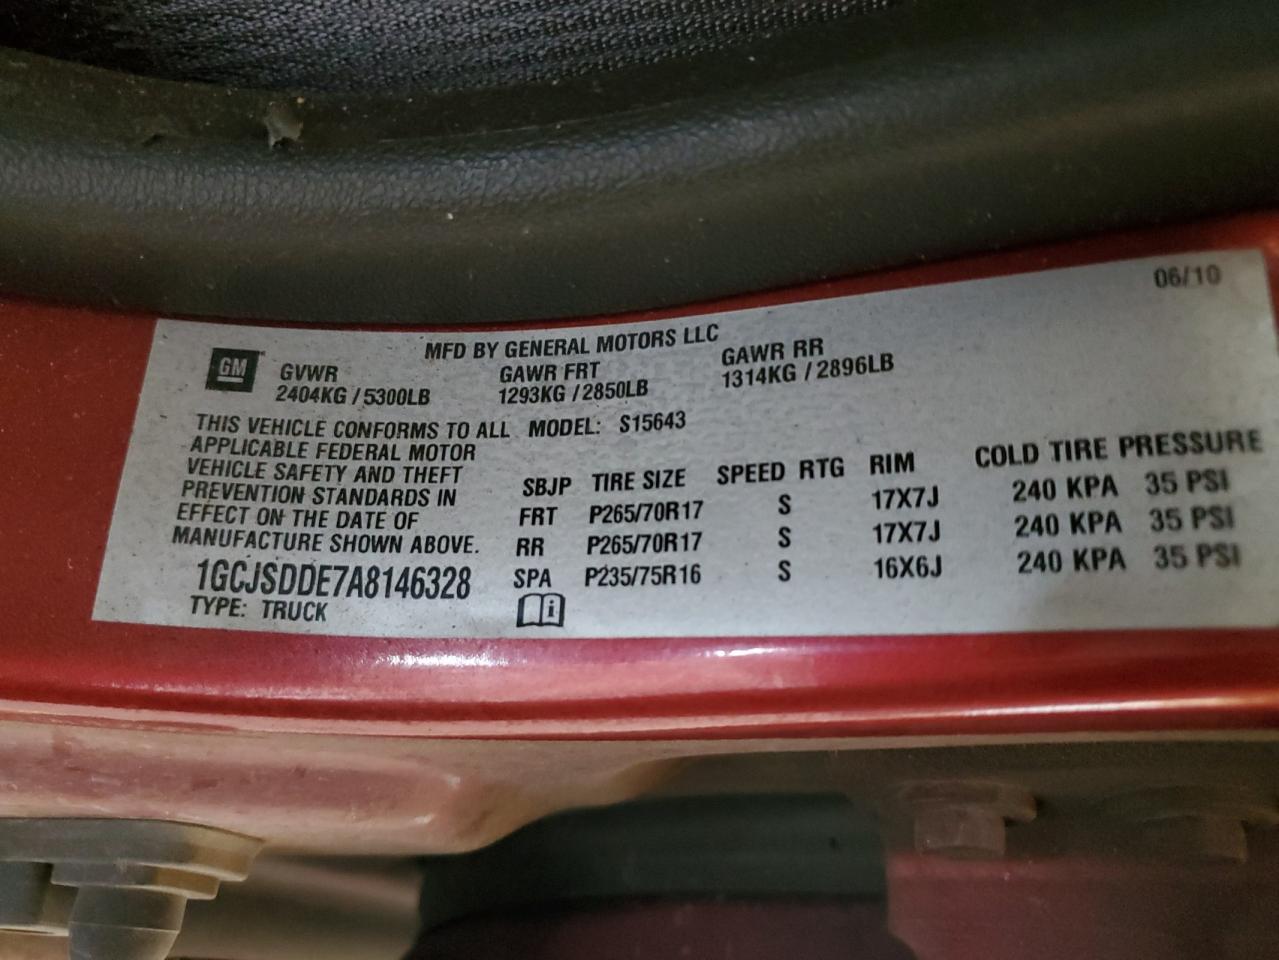 06/10
MFD BY GENERAL MOTORS LLC
GM
GVWR GAWR FRT GAWR RR
2404KG / 5300LB 1293KG / 2850LB 1314KG / 2896LB
THIS VEHICLE CONFORMS TO ALL MODEL: S15643
APPLICABLE FEDERAL MOTOR
VEHICLE SAFETY AND THEFT
PREVENTION STANDARDS IN
EFFECT ON THE DATE OF
MANUFACTURE SHOWN ABOVE.
SBJP TIRE SIZE SPEED RTG RIM COLD TIRE PRESSURE
FRT P265/70R17 S 17X7J 240 KPA 35 PSI
RR P265/70R17 S 17X7J 240 KPA 35 PSI
SPA P235/75R16 S 16X6J 240 KPA 35 PSI
1GCJSDDE7A8146328
TYPE: TRUCK
i